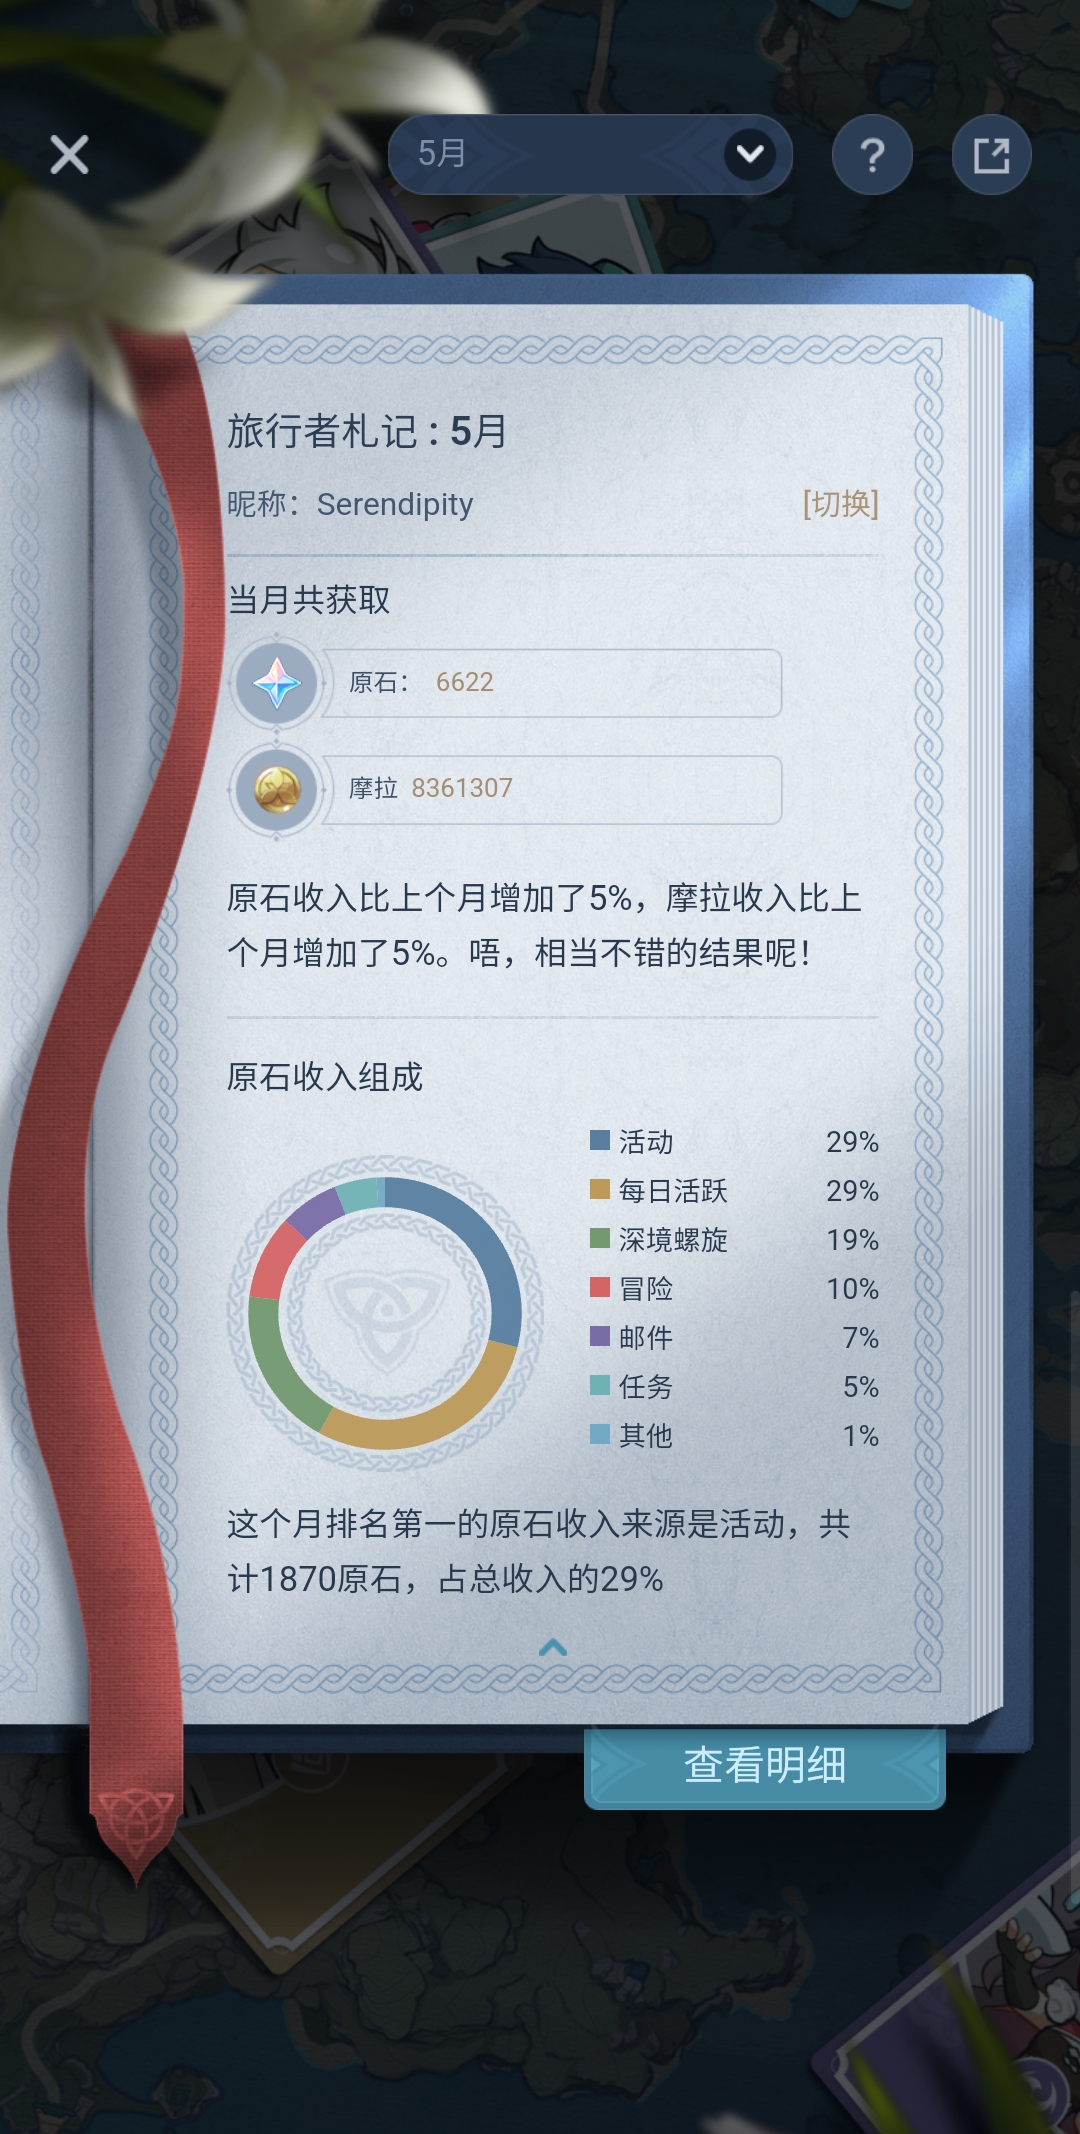 5月
?
旅行者札记 : 5月
昵称：Serendipity
[切换]
当月共获取
原石： 6622
摩拉 8361307
原石收入比上个月增加了5%，摩拉收入比上
个月增加了5%。唔，相当不错的结果呢！
原石收入组成
活动 29%
每日活跃 29%
深境螺旋 19%
冒险 10%
邮件 7%
任务 5%
其他 1%
这个月排名第一的原石收入来源是活动，共
计1870原石，占总收入的29%
查看明细